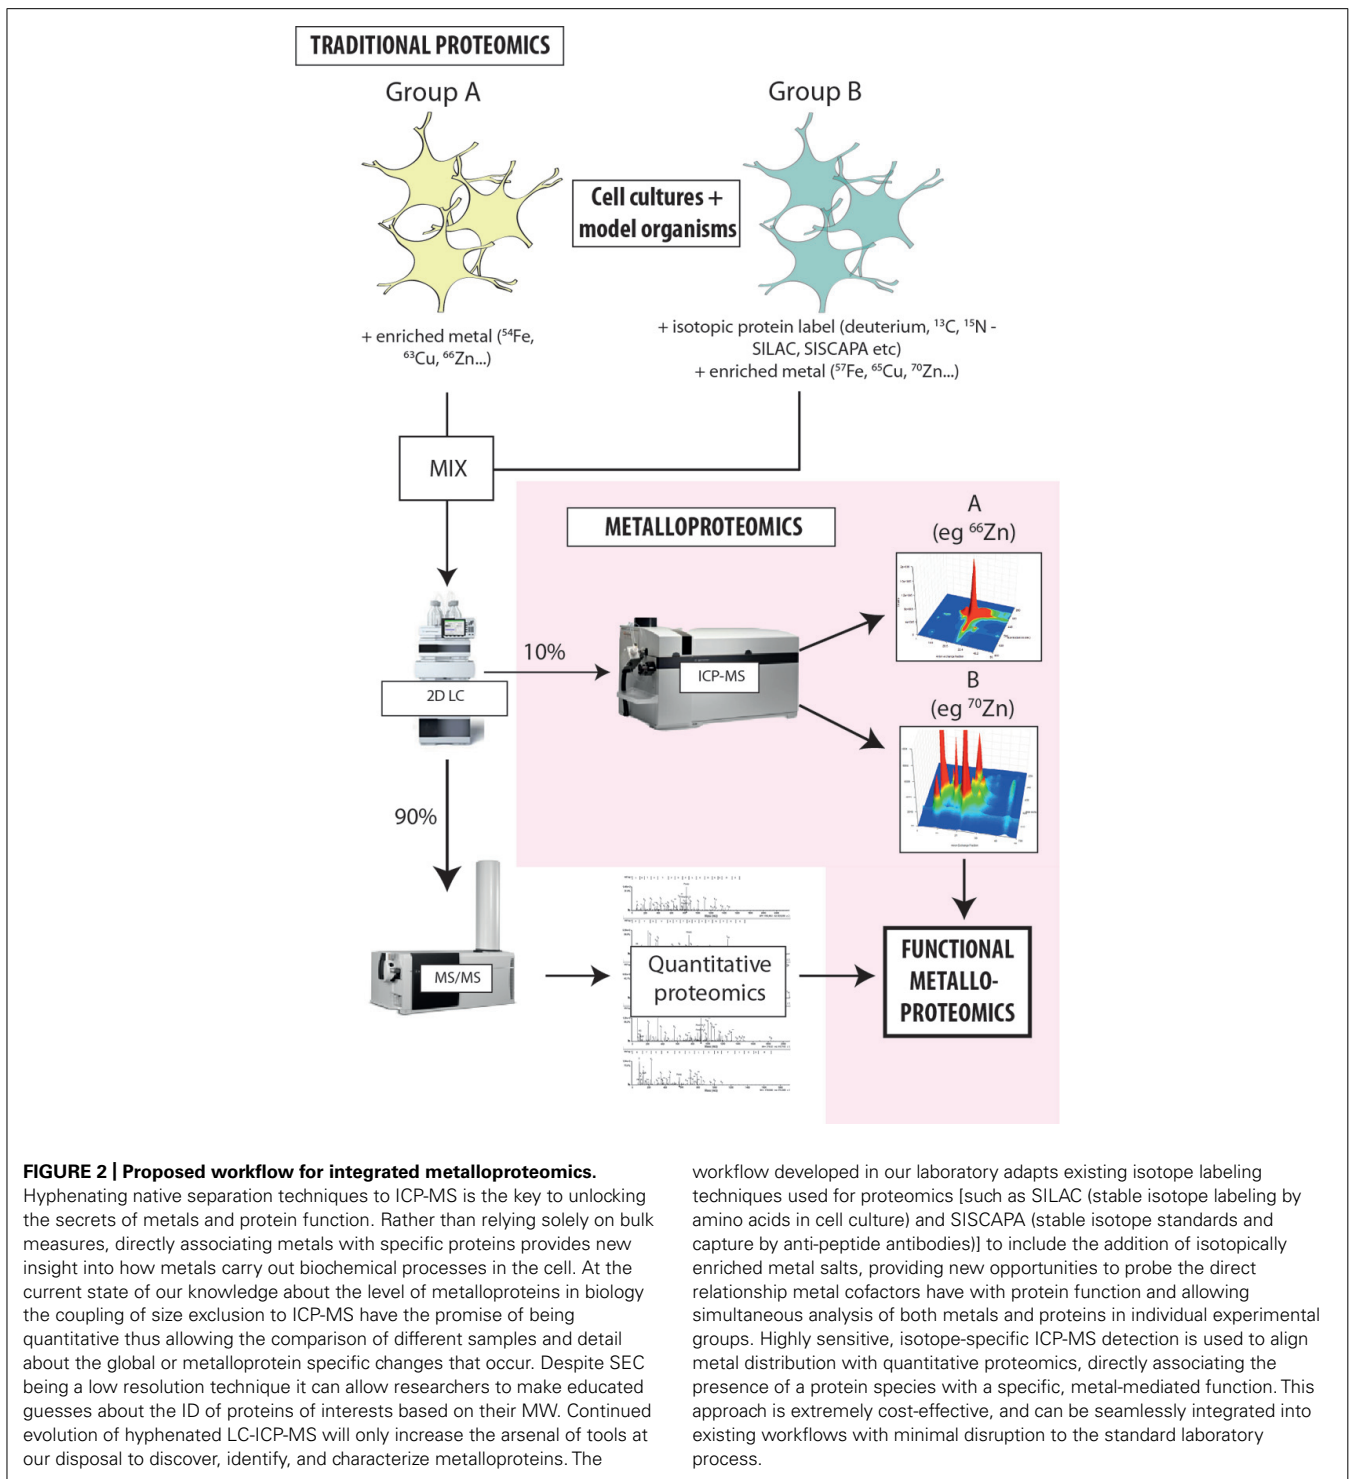 TRADITIONAL PROTEOMICS
Group A
Group B
Cell cultures +
model organisms
+ enriched metal (⁵⁴Fe,
⁶³Cu, ⁶⁶Zn...)
+ isotopic protein label (deuterium, ¹³C, ¹⁵N -
SILAC, SISCAPA etc)
+ enriched metal (⁵⁷Fe, ⁶⁵Cu, ⁷⁰Zn...)
MIX
METALLOPROTEOMICS
A
(eg ⁶⁶Zn)
10%
ICP-MS
2D LC
B
(eg ⁷⁰Zn)
90%
MS/MS
Quantitative
proteomics
FUNCTIONAL
METALLO-
PROTEOMICS
FIGURE 2 | Proposed workflow for integrated metalloproteomics.
Hyphenating native separation techniques to ICP-MS is the key to unlocking
the secrets of metals and protein function. Rather than relying solely on bulk
measures, directly associating metals with specific proteins provides new
insight into how metals carry out biochemical processes in the cell. At the
current state of our knowledge about the level of metalloproteins in biology
the coupling of size exclusion to ICP-MS have the promise of being
quantitative thus allowing the comparison of different samples and detail
about the global or metalloprotein specific changes that occur. Despite SEC
being a low resolution technique it can allow researchers to make educated
guesses about the ID of proteins of interests based on their MW. Continued
evolution of hyphenated LC-ICP-MS will only increase the arsenal of tools at
our disposal to discover, identify, and characterize metalloproteins. The
workflow developed in our laboratory adapts existing isotope labeling
techniques used for proteomics [such as SILAC (stable isotope labeling by
amino acids in cell culture) and SISCAPA (stable isotope standards and
capture by anti-peptide antibodies)] to include the addition of isotopically
enriched metal salts, providing new opportunities to probe the direct
relationship metal cofactors have with protein function and allowing
simultaneous analysis of both metals and proteins in individual experimental
groups. Highly sensitive, isotope-specific ICP-MS detection is used to align
metal distribution with quantitative proteomics, directly associating the
presence of a protein species with a specific, metal-mediated function. This
approach is extremely cost-effective, and can be seamlessly integrated into
existing workflows with minimal disruption to the standard laboratory
process.